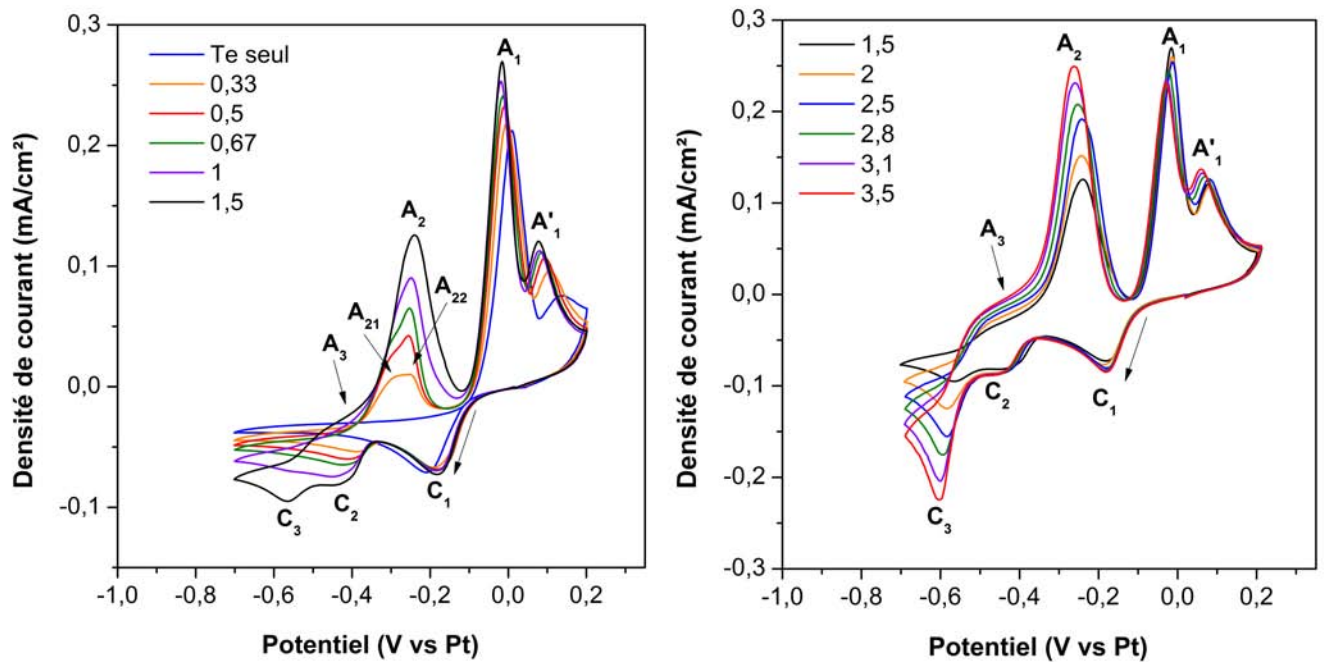 0,3
0,2
0,1
0,0
-0,1
Densité de courant (mA/cm²)
Te seul
0,33
0,5
0,67
1
1,5
A₁
A'₁
A₂
A₂₂
A₂₁
A₃
C₁
C₂
C₃
-1,0 -0,8 -0,6 -0,4 -0,2 0,0 0,2
Potentiel (V vs Pt)
0,3
0,2
0,1
0,0
-0,1
-0,2
-0,3
Densité de courant (mA/cm²)
1,5
2
2,5
2,8
3,1
3,5
A₂
A₁
A'₁
A₃
C₂
C₁
C₃
-1,0 -0,8 -0,6 -0,4 -0,2 0,0 0,2
Potentiel (V vs Pt)